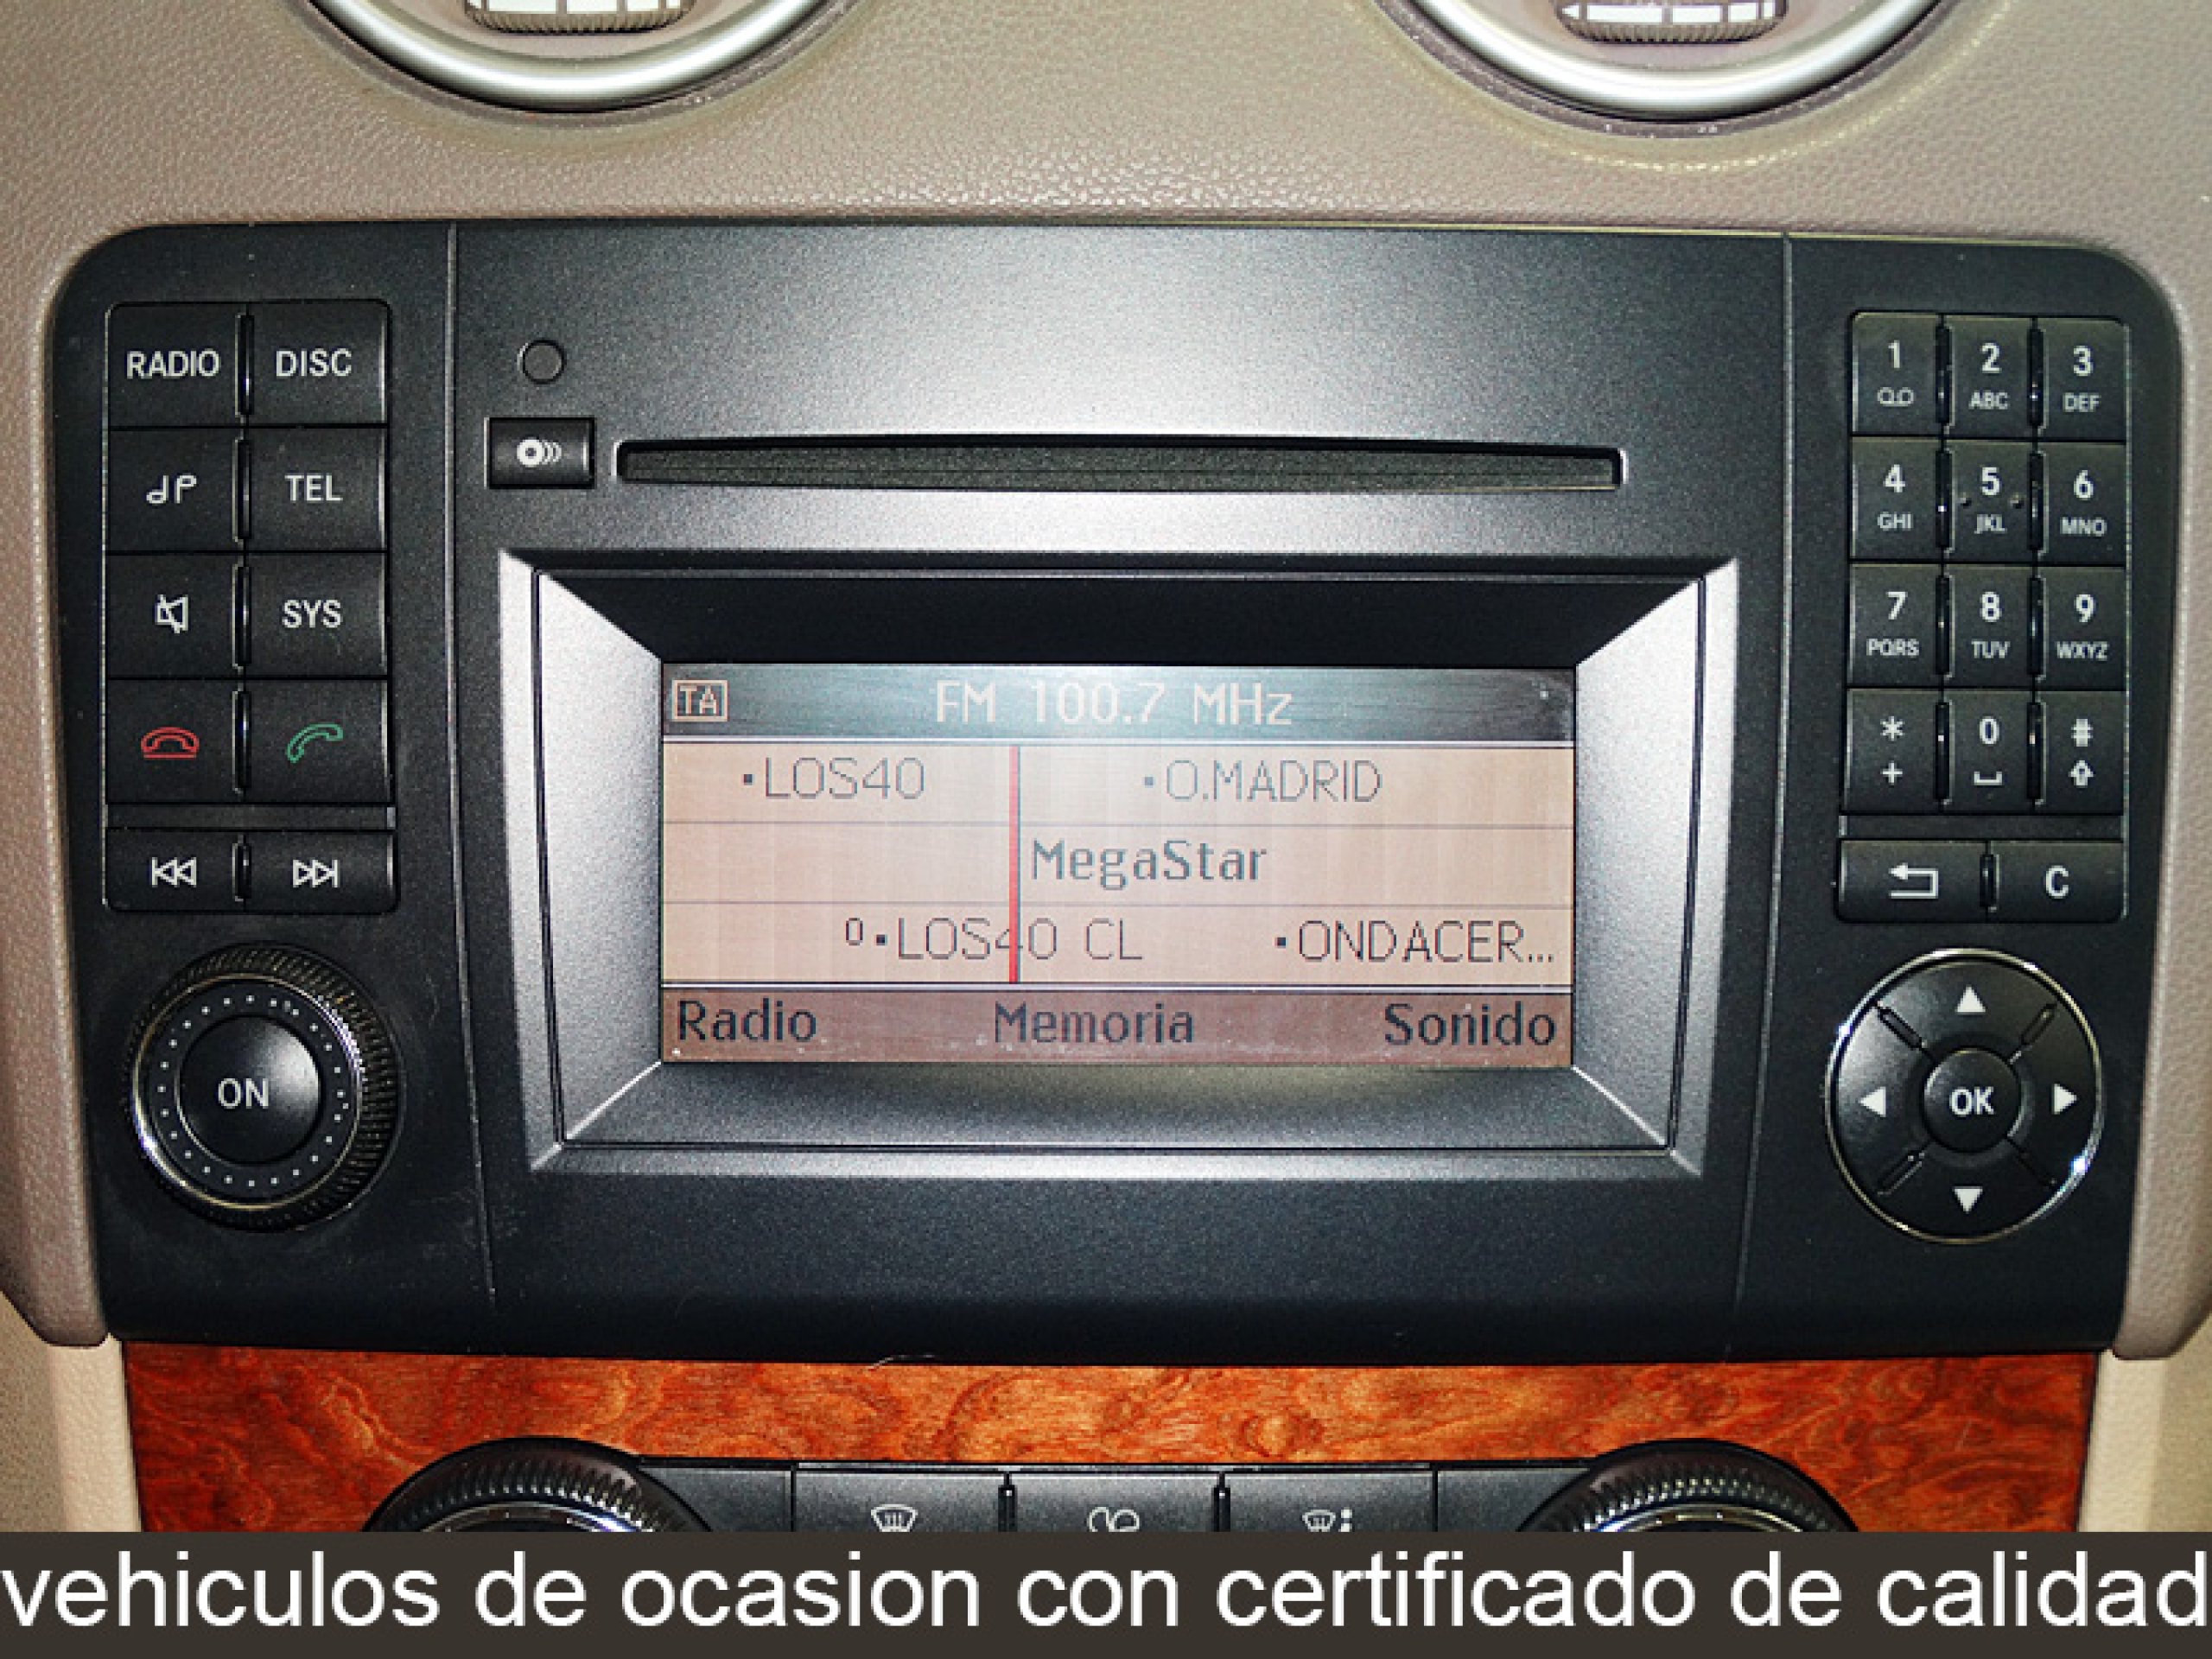 RADIO DISC
TEL
SYS
ON
TA FM 100.7 MHz
•LOS40 •O.MADRID
MegaStar
0•LOS40 CL •ONDACER...
Radio Memoria Sonido
1 2 3
ABC DEF
4 5 6
GHI JKL MNO
7 8 9
PQRS TUV WXYZ
* 0 #
+
C
OK
vehiculos de ocasion con certificado de calidad